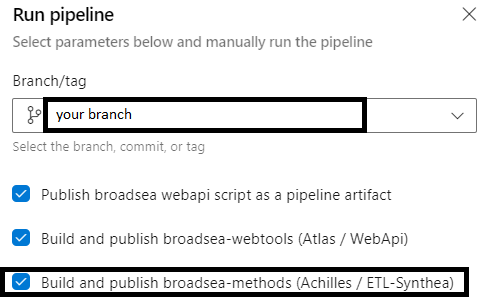 Run pipeline
Select parameters below and manually run the pipeline
Branch/tag
your branch
Select the branch, commit, or tag
Publish broadsea webapi script as a pipeline artifact
Build and publish broadsea-webtools (Atlas / WebApi)
Build and publish broadsea-methods (Achilles / ETL-Synthea)